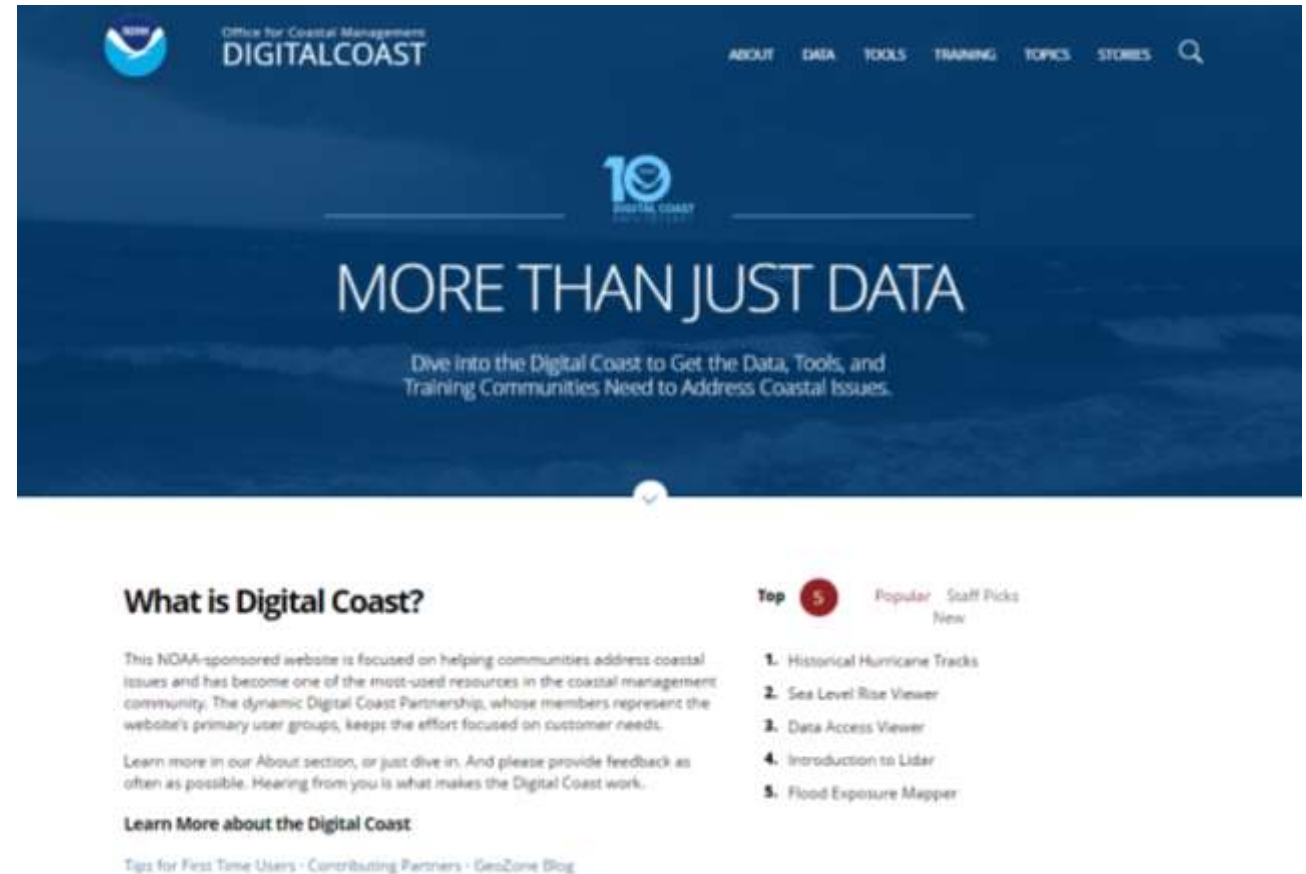 NOAA
Office for Coastal Management
DIGITALCOAST
ABOUT DATA TOOLS TRAINING TOPICS STORIES
10
DIGITAL COAST
MORE THAN JUST DATA
Dive into the Digital Coast to Get the Data, Tools, and
Training Communities Need to Address Coastal Issues.
What is Digital Coast?
This NOAA-sponsored website is focused on helping communities address coastal
issues and has become one of the most-used resources in the coastal management
community. The dynamic Digital Coast Partnership, whose members represent the
website's primary user groups, keeps the effort focused on customer needs.
Learn more in our About section, or just dive in. And please provide feedback as
often as possible. Hearing from you is what makes the Digital Coast work.
Learn More about the Digital Coast
Tips for First Time Users · Contributing Partners · GeoZone Blog
Top 5 Popular Staff Picks
New
1. Historical Hurricane Tracks
2. Sea Level Rise Viewer
3. Data Access Viewer
4. Introduction to Lidar
5. Flood Exposure Mapper